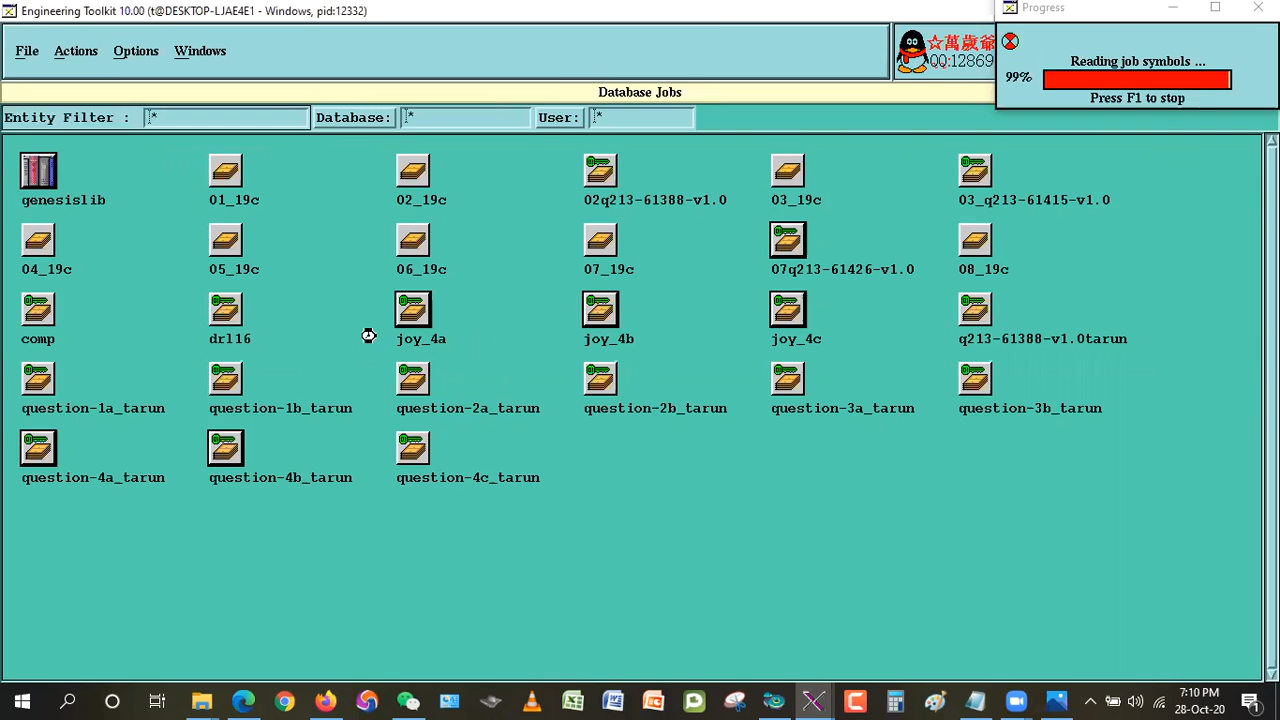 Engineering Toolkit 10.00 (t@DESKTOP-LJAE4E1 - Windows, pid:12332)
Progress
File Actions Options Windows
☆萬歲爺
QQ:12869
Reading job symbols ...
99%
Press F1 to stop
Database Jobs
Entity Filter : * Database: * User: *
genesislib 01_19c 02_19c 02q213-61388-v1.0 03_19c 03_q213-61415-v1.0
04_19c 05_19c 06_19c 07_19c 07q213-61426-v1.0 08_19c
comp drl16 joy_4a joy_4b joy_4c q213-61388-v1.0tarun
question-1a_tarun question-1b_tarun question-2a_tarun question-2b_tarun question-3a_tarun question-3b_tarun
question-4a_tarun question-4b_tarun question-4c_tarun
7:10 PM
28-Oct-20